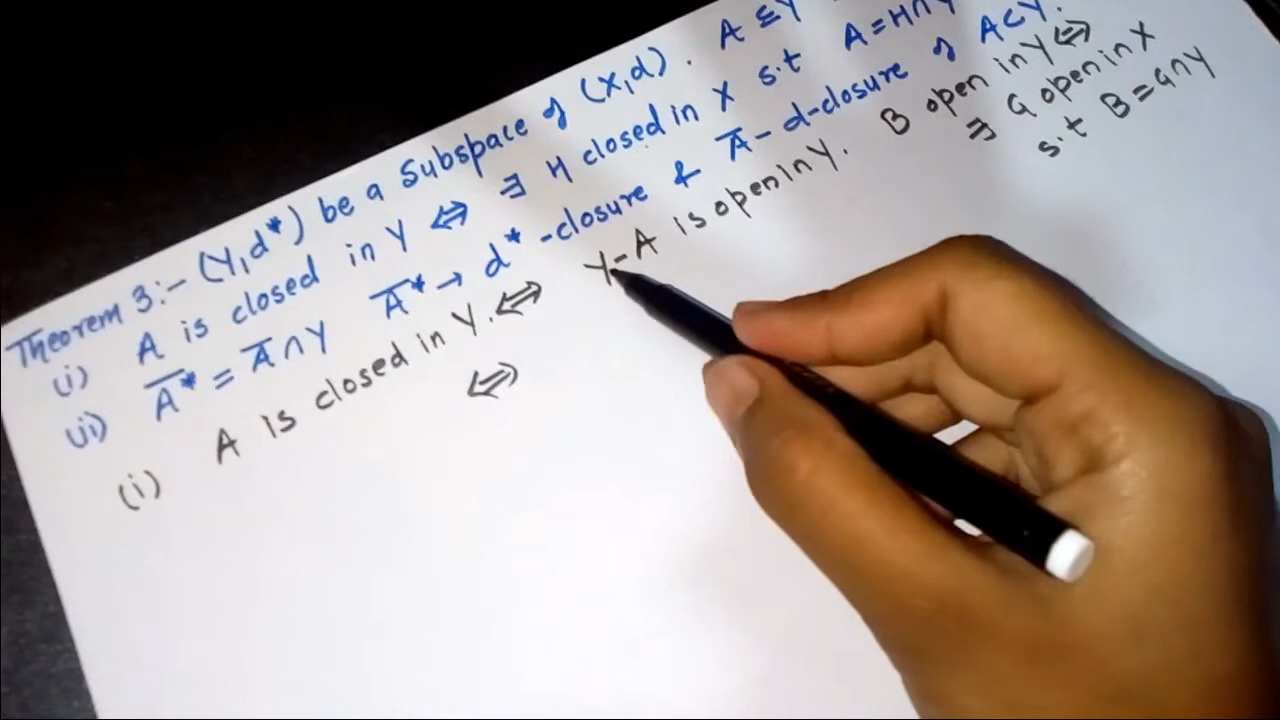 Theorem 3:- (Y,d*) be a subspace of (X,d). A ⊆ Y
(i) A is closed in Y ⇔ ∃ H closed in X s.t A = H∩Y
(ii) A̅* = A̅∩Y A̅* → d*-closure & A̅ - d-closure of A⊂Y.
(i) A is closed in Y. ⇔ Y-A is open in Y. B open in Y ⇔
∃ G open in X
s.t B = G∩Y
⇔